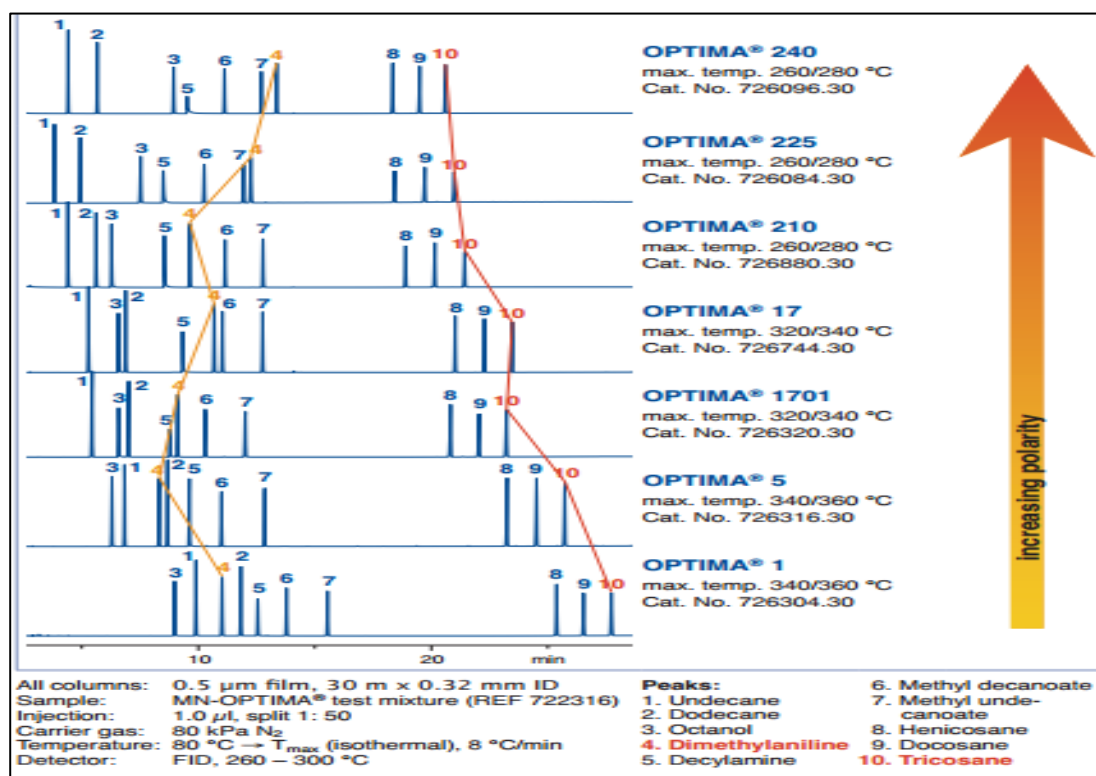 1 2 3 5 6 7 4 8 9 10
OPTIMA® 240
max. temp. 260/280 °C
Cat. No. 726096.30
1 2 3 5 6 7 4 8 9 10
OPTIMA® 225
max. temp. 260/280 °C
Cat. No. 726084.30
1 2 3 5 4 6 7 8 9 10
OPTIMA® 210
max. temp. 260/280 °C
Cat. No. 726880.30
1 3 2 5 4 6 7 8 9 10
OPTIMA® 17
max. temp. 320/340 °C
Cat. No. 726744.30
1 3 2 5 4 6 7 8 9 10
OPTIMA® 1701
max. temp. 320/340 °C
Cat. No. 726320.30
3 1 4 2 5 6 7 8 9 10
OPTIMA® 5
max. temp. 340/360 °C
Cat. No. 726316.30
3 1 4 2 5 6 7 8 9 10
OPTIMA® 1
max. temp. 340/360 °C
Cat. No. 726304.30
increasing polarity
10 20 min
All columns: 0.5 µm film, 30 m x 0.32 mm ID
Sample: MN-OPTIMA® test mixture (REF 722316)
Injection: 1.0 µl, split 1: 50
Carrier gas: 80 kPa N₂
Temperature: 80 °C → Tmax (isothermal), 8 °C/min
Detector: FID, 260 – 300 °C
Peaks:
1. Undecane
2. Dodecane
3. Octanol
4. Dimethylaniline
5. Decylamine
6. Methyl decanoate
7. Methyl unde-
canoate
8. Henicosane
9. Docosane
10. Tricosane